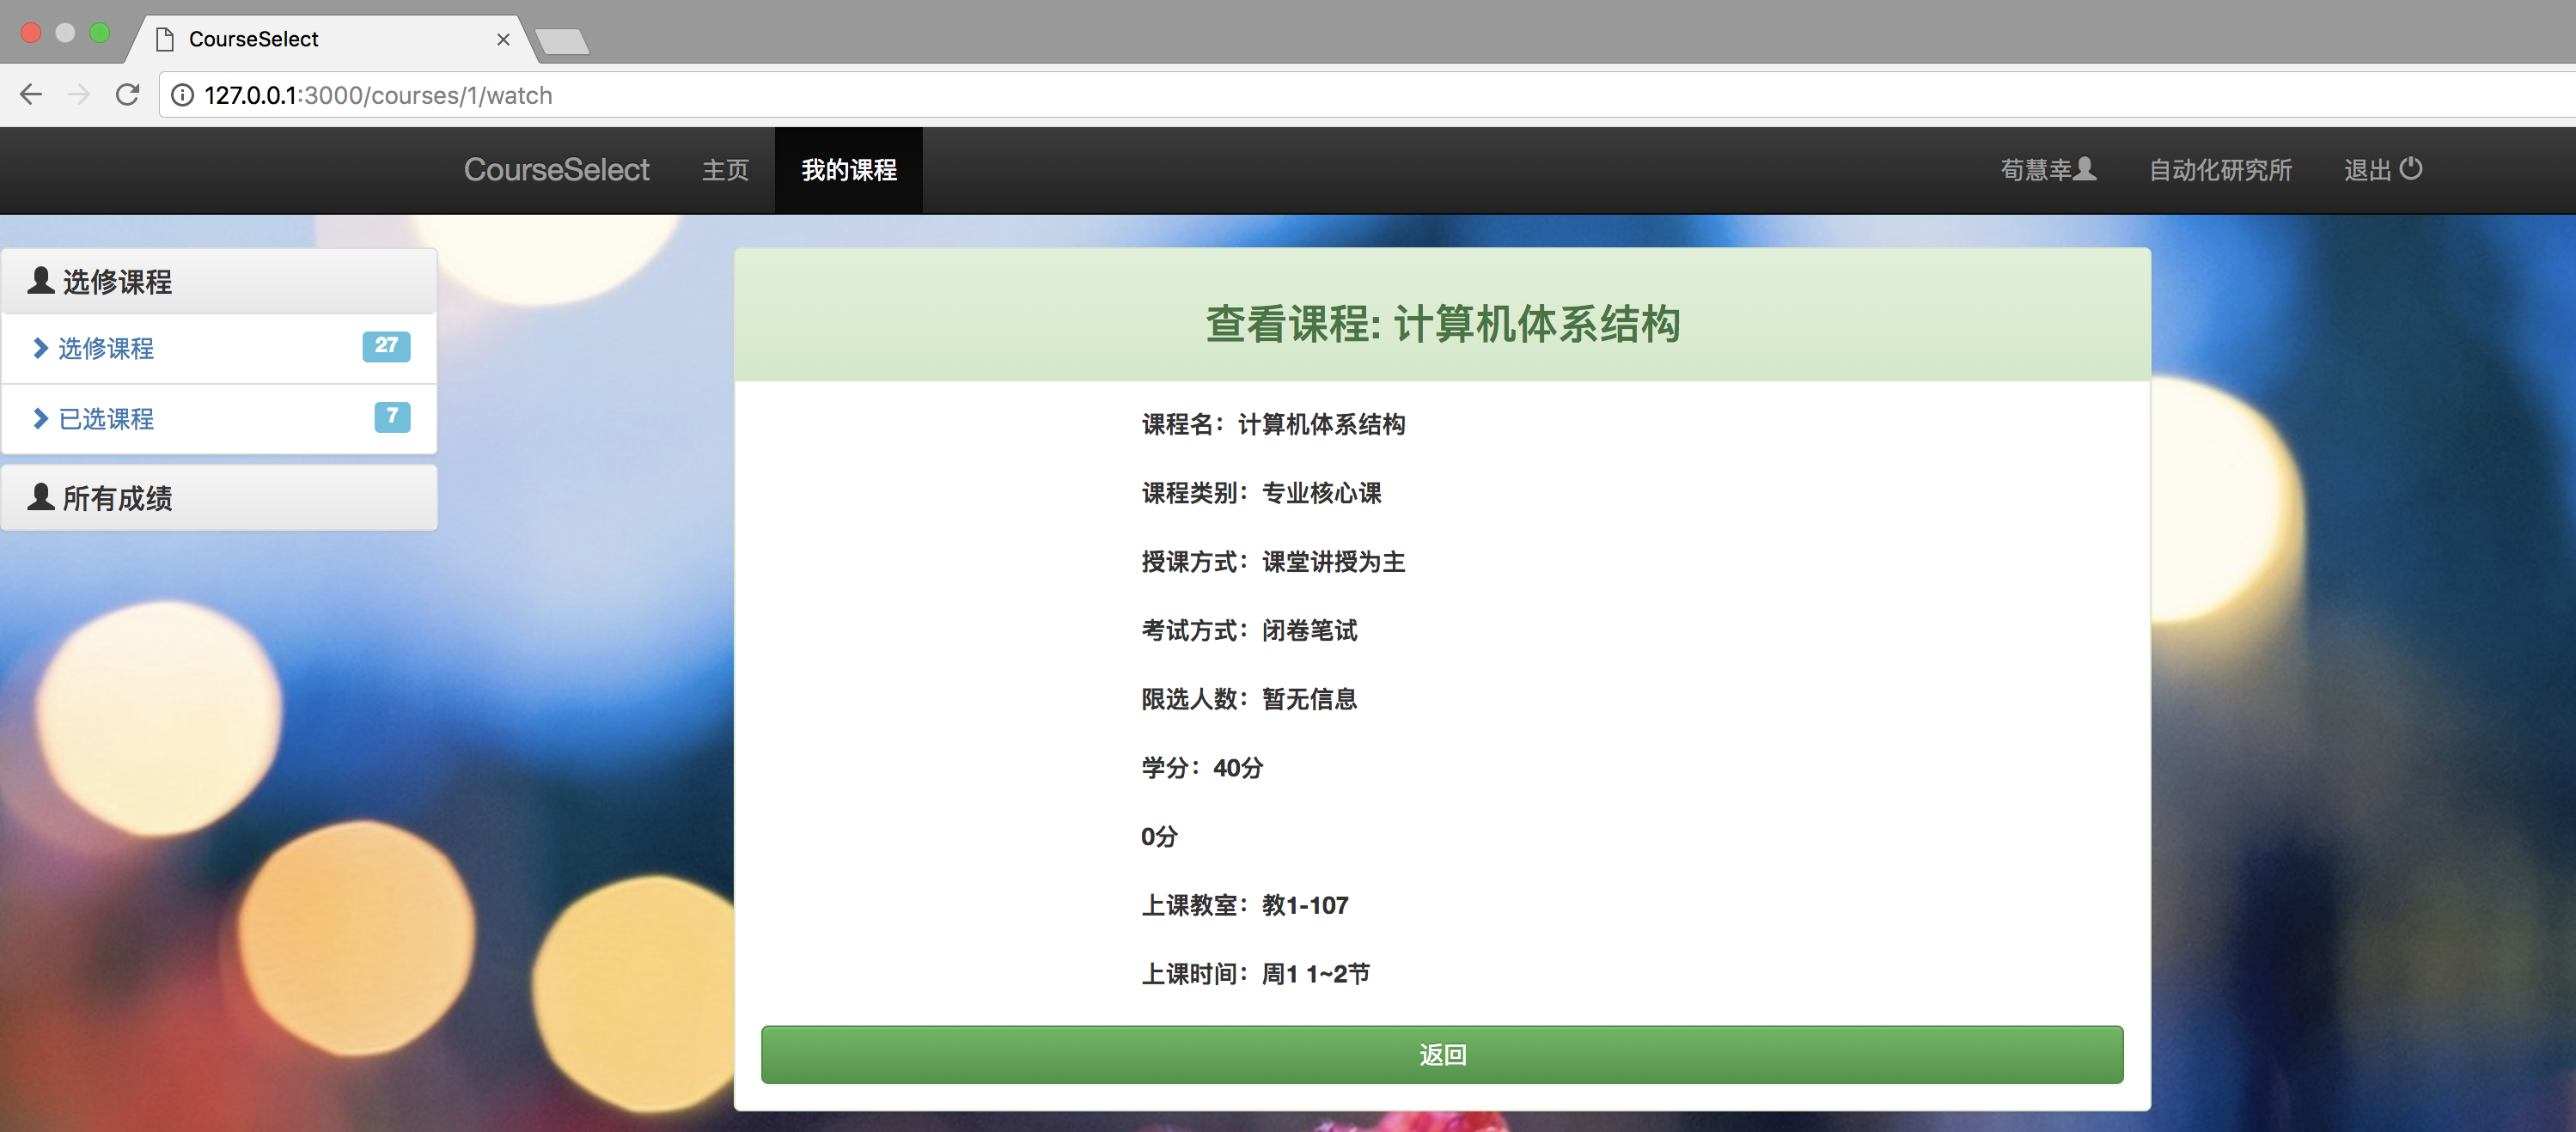 CourseSelect
127.0.0.1:3000/courses/1/watch
CourseSelect 主页 我的课程 荀慧幸 自动化研究所 退出
选修课程
选修课程 27
已选课程 7
所有成绩
查看课程: 计算机体系结构
课程名：计算机体系结构
课程类别：专业核心课
授课方式：课堂讲授为主
考试方式：闭卷笔试
限选人数：暂无信息
学分：40分
0分
上课教室：教1-107
上课时间：周1 1~2节
返回